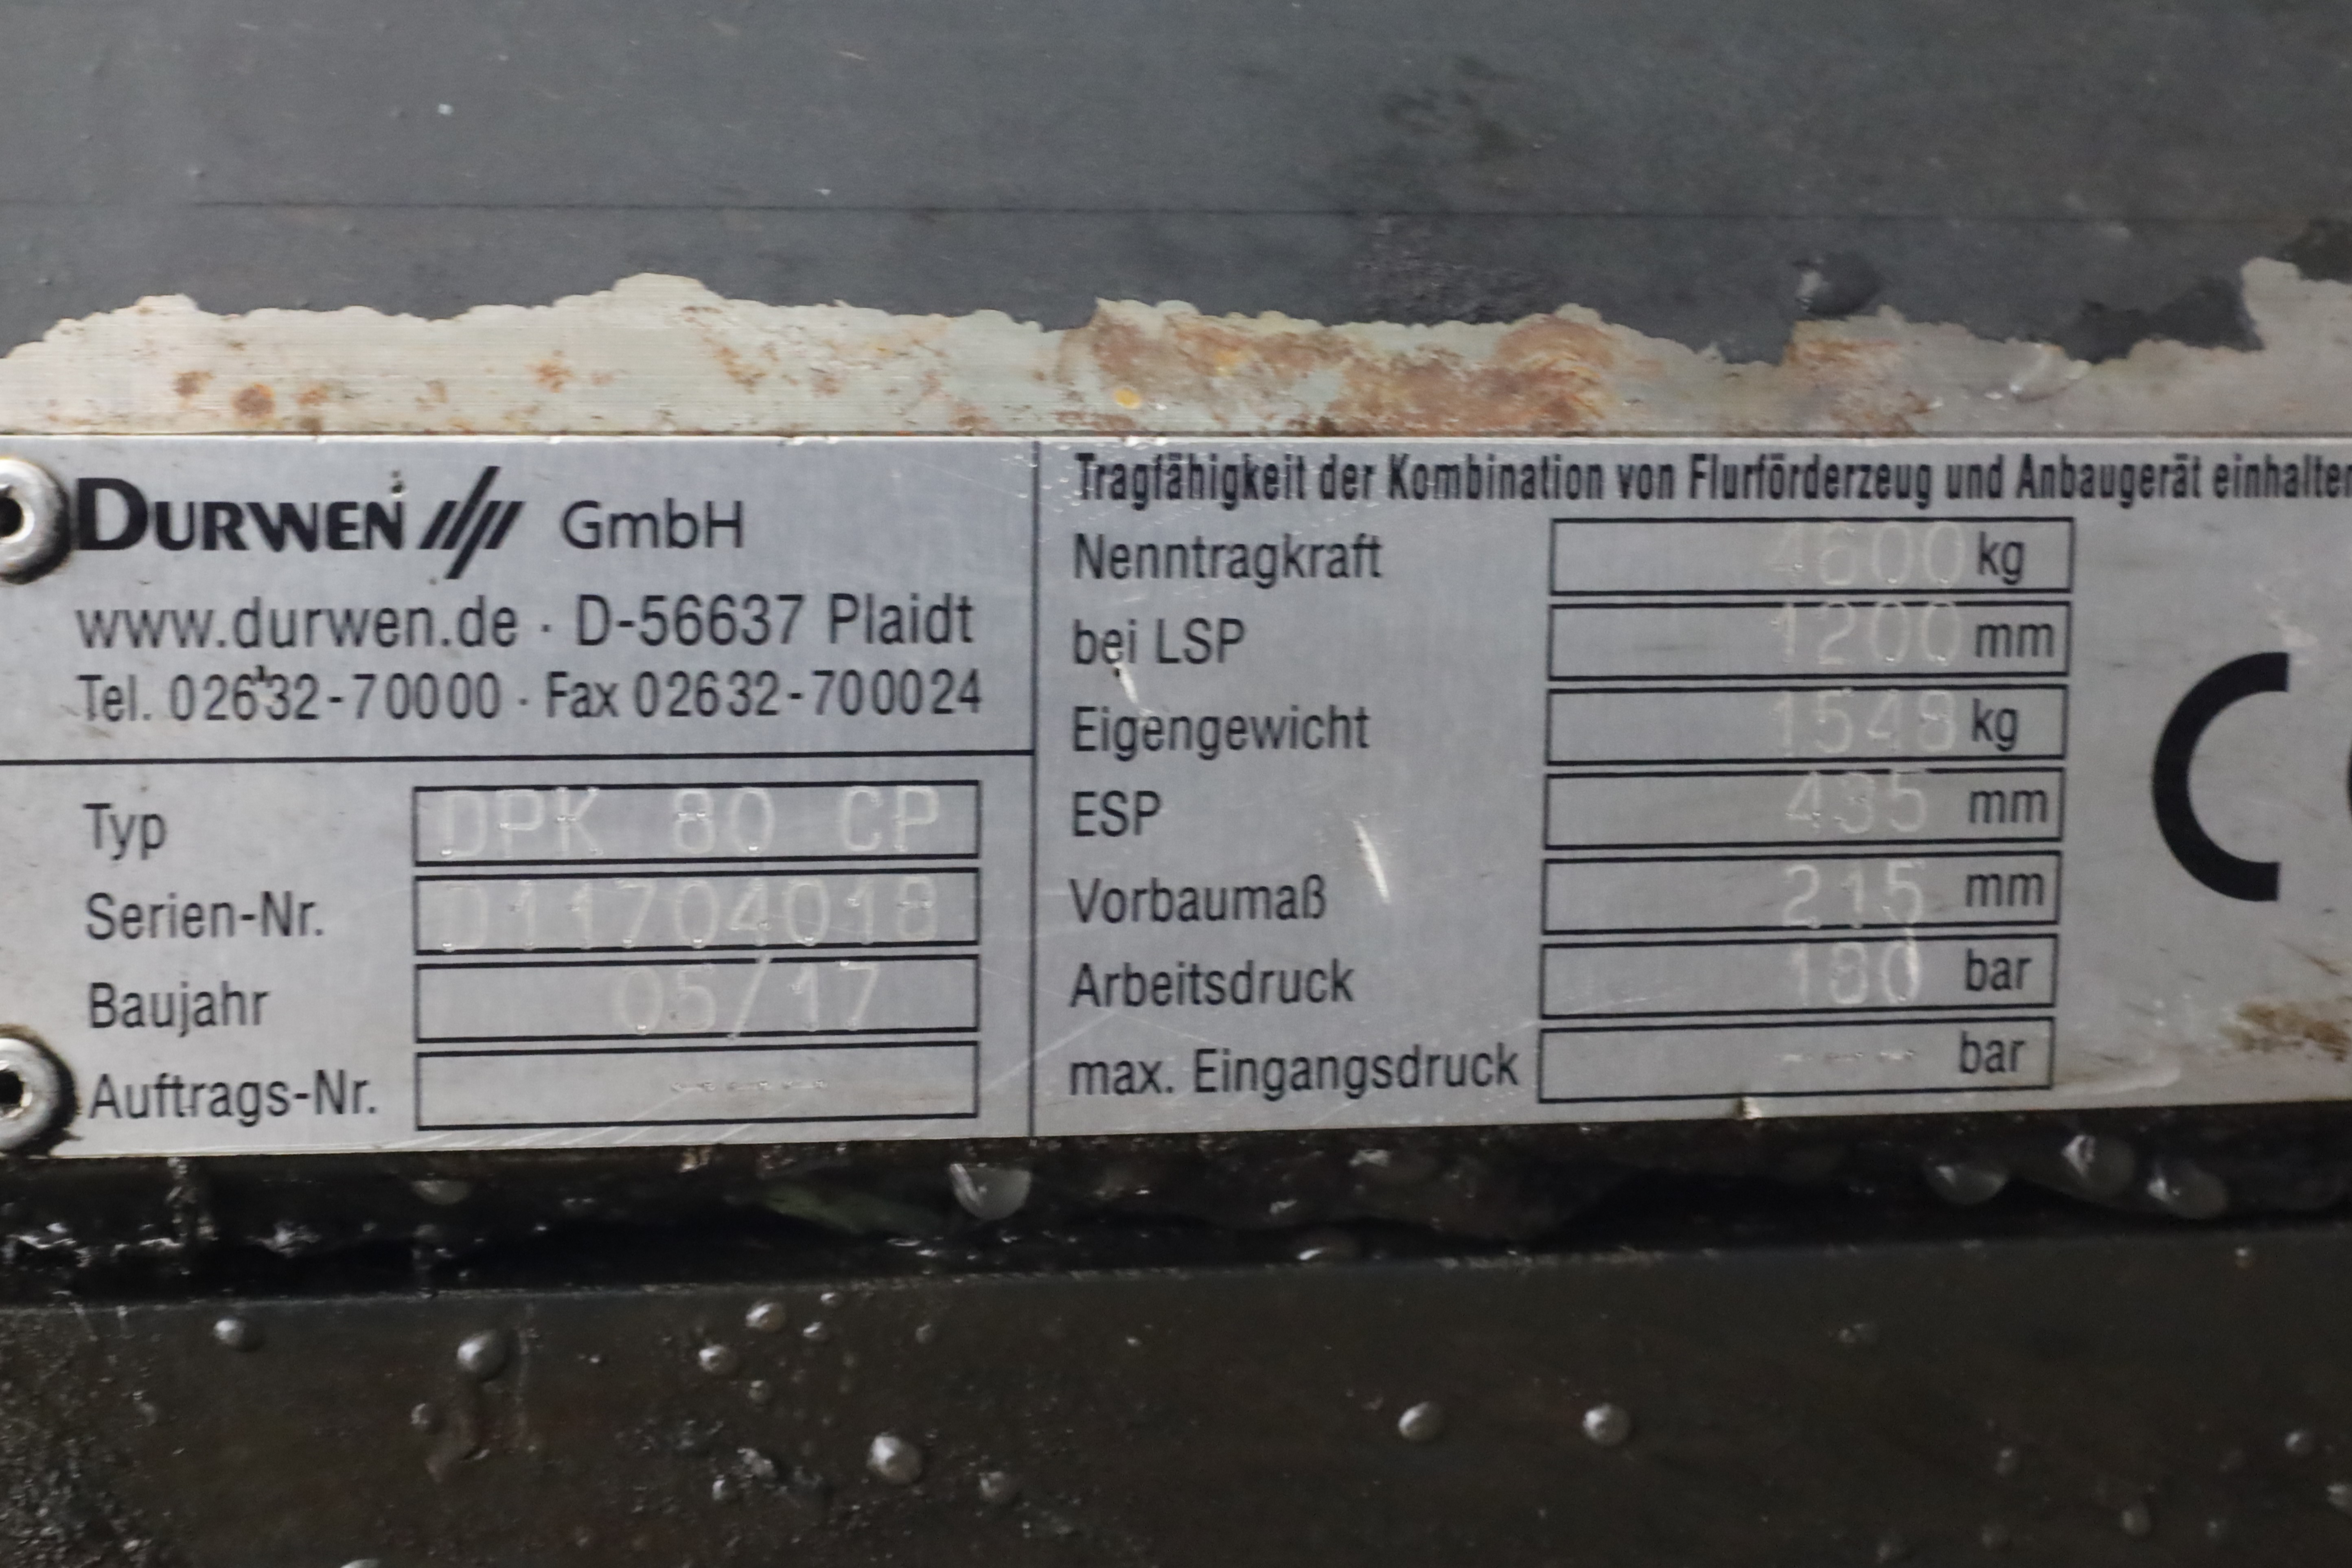 DURWEN GmbH
www.durwen.de · D-56637 Plaidt
Tel. 02632-70000 · Fax 02632-700024
Typ DPK 80 CP
Serien-Nr. D11704018
Baujahr 05/17
Auftrags-Nr. ---
Tragfähigkeit der Kombination von Flurförderzeug und Anbaugerät einhalten
Nenntragkraft 4600 kg
bei LSP 1200 mm
Eigengewicht 1548 kg
ESP 435 mm
Vorbaumaß 215 mm
Arbeitsdruck 180 bar
max. Eingangsdruck --- bar
C